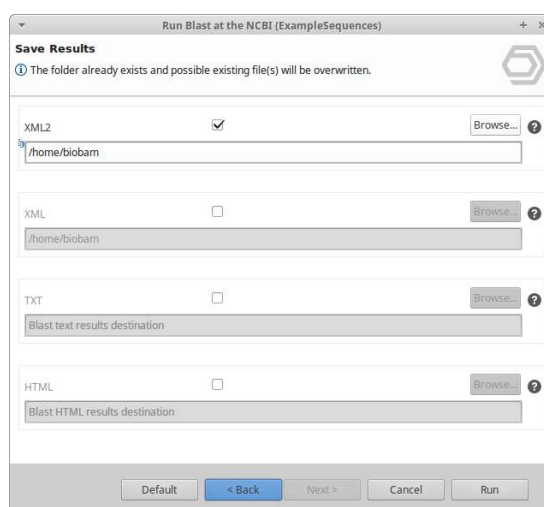 Run Blast at the NCBI (ExampleSequences)
Save Results
The folder already exists and possible existing file(s) will be overwritten.
XML2 Browse... ?
/home/biobam
XML Browse... ?
/home/biobam
TXT Browse... ?
Blast text results destination
HTML Browse... ?
Blast HTML results destination
Default < Back Next > Cancel Run